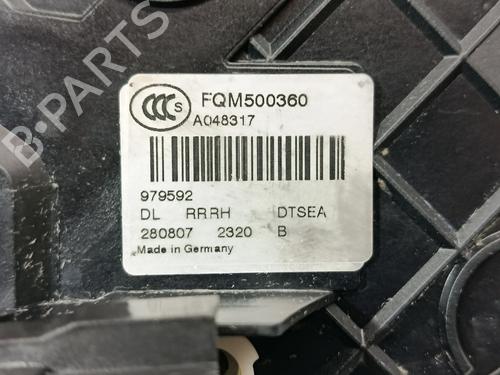 B-PARTS
CCC S
FQM500360
A048317
979592
DL RRRH DTSEA
280807 2320 B
Made in Germany